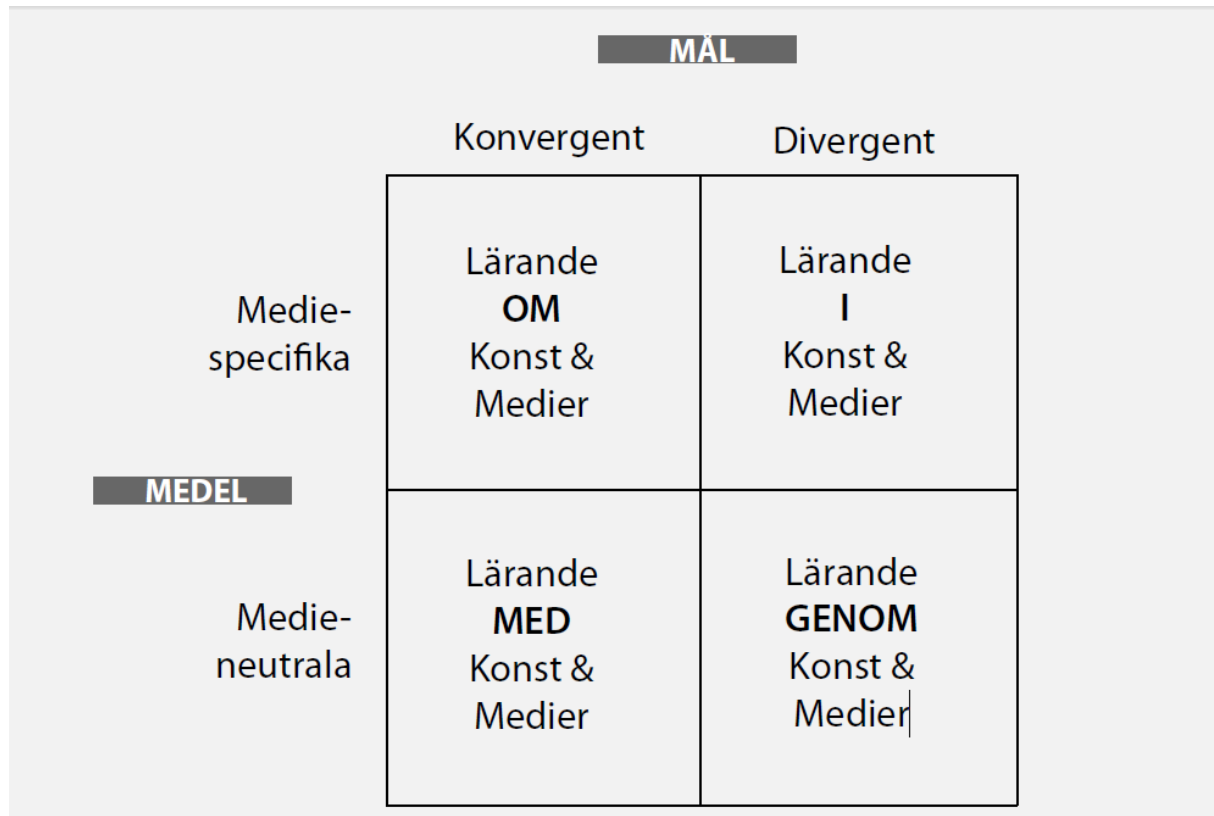 MÅL
Konvergent
Divergent
Medie-
specifika
Lärande
OM
Konst &
Medier
Lärande
I
Konst &
Medier
MEDEL
Medie-
neutrala
Lärande
MED
Konst &
Medier
Lärande
GENOM
Konst &
Medier